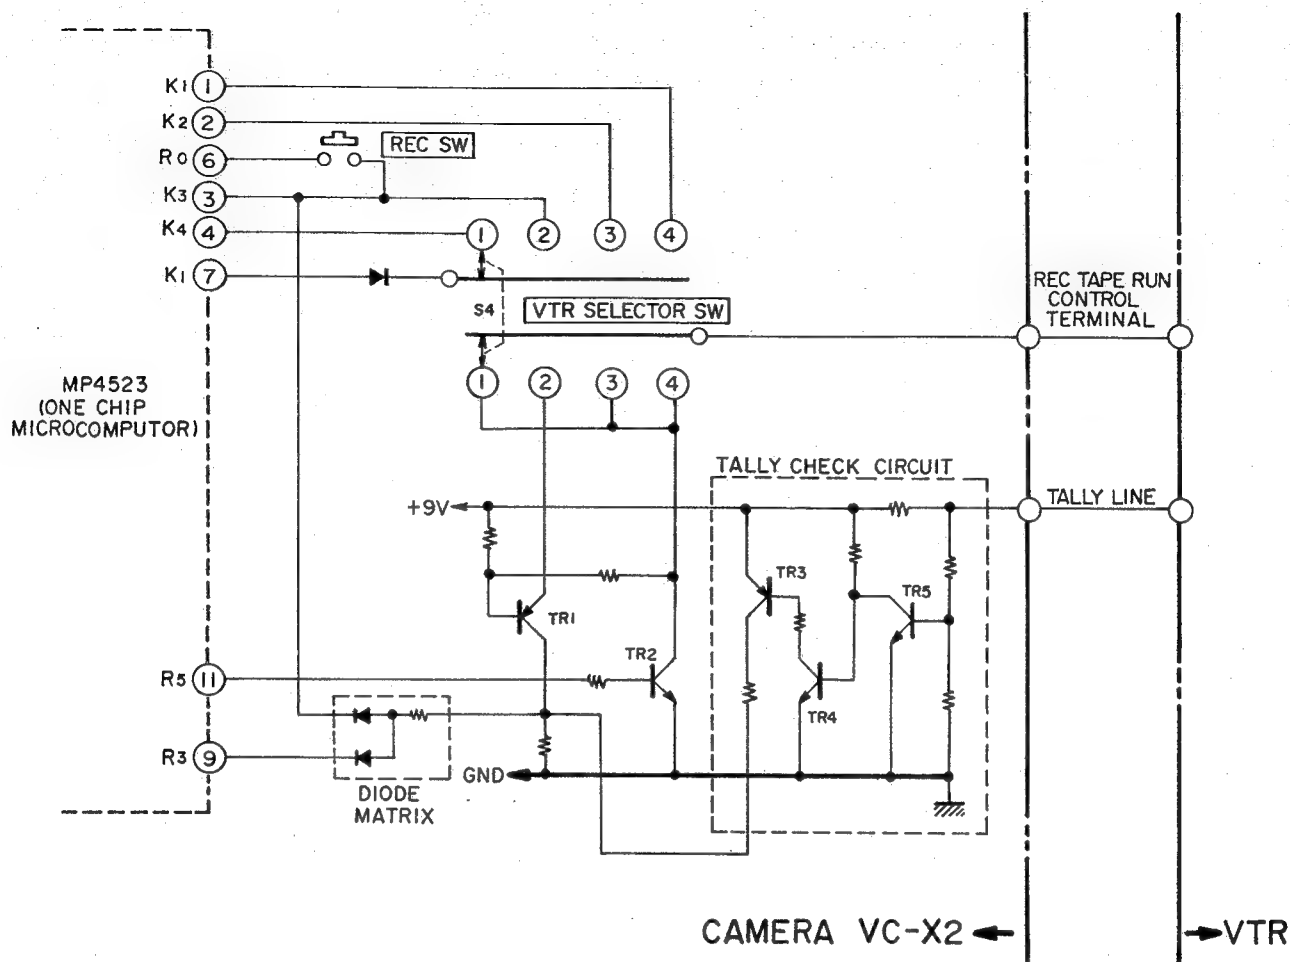 K1 1
K2 2
R0 6
REC SW
K3 3
K4 4
1 2 3 4
K1 7
S4
VTR SELECTOR SW
REC TAPE RUN
CONTROL
TERMINAL
1 2 3 4
MP4523
(ONE CHIP
MICROCOMPUTOR)
TALLY CHECK CIRCUIT
+9V
TALLY LINE
TR3
TR5
TR1
TR2
R5 11
TR4
R3 9
GND
DIODE
MATRIX
CAMERA VC-X2
VTR